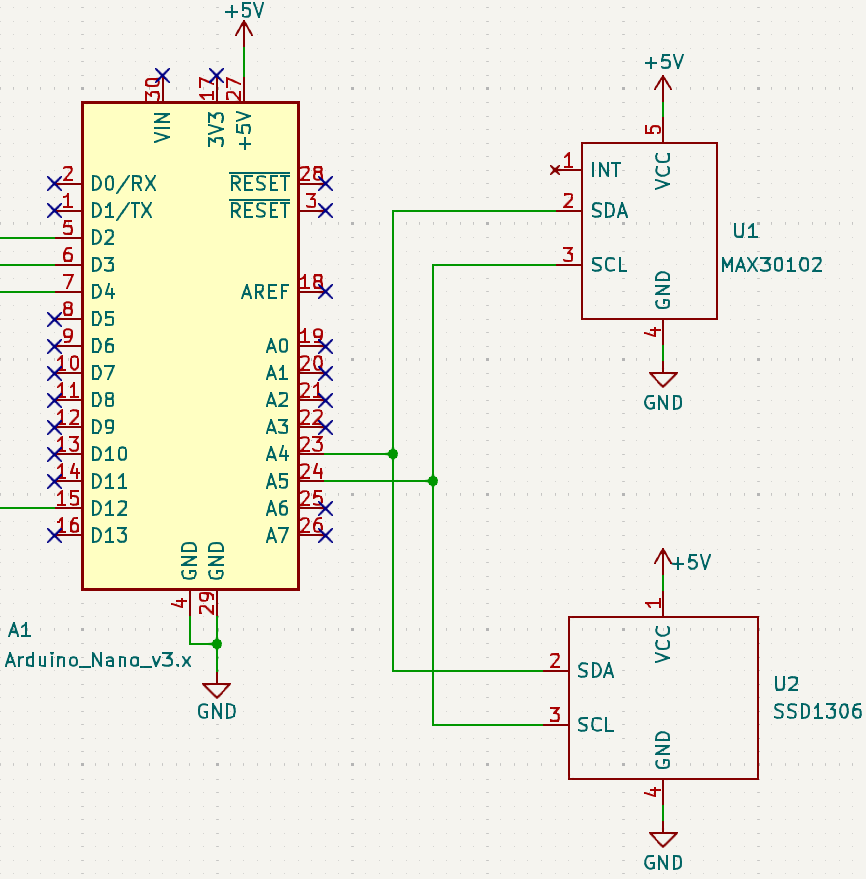 +5V
30
17
27
VIN
3V3
+5V
2
D0/RX
RESET
28
1
D1/TX
RESET
3
5
D2
6
D3
7
D4
AREF
18
8
D5
9
D6
A0
19
10
D7
A1
20
11
D8
A2
21
12
D9
A3
22
13
D10
A4
23
14
D11
A5
24
15
D12
A6
25
16
D13
A7
26
GND
GND
4
29
A1
Arduino_Nano_v3.x
GND
+5V
5
VCC
1
INT
2
SDA
3
SCL
GND
4
U1
MAX30102
GND
+5V
1
VCC
2
SDA
3
SCL
GND
4
U2
SSD1306
GND